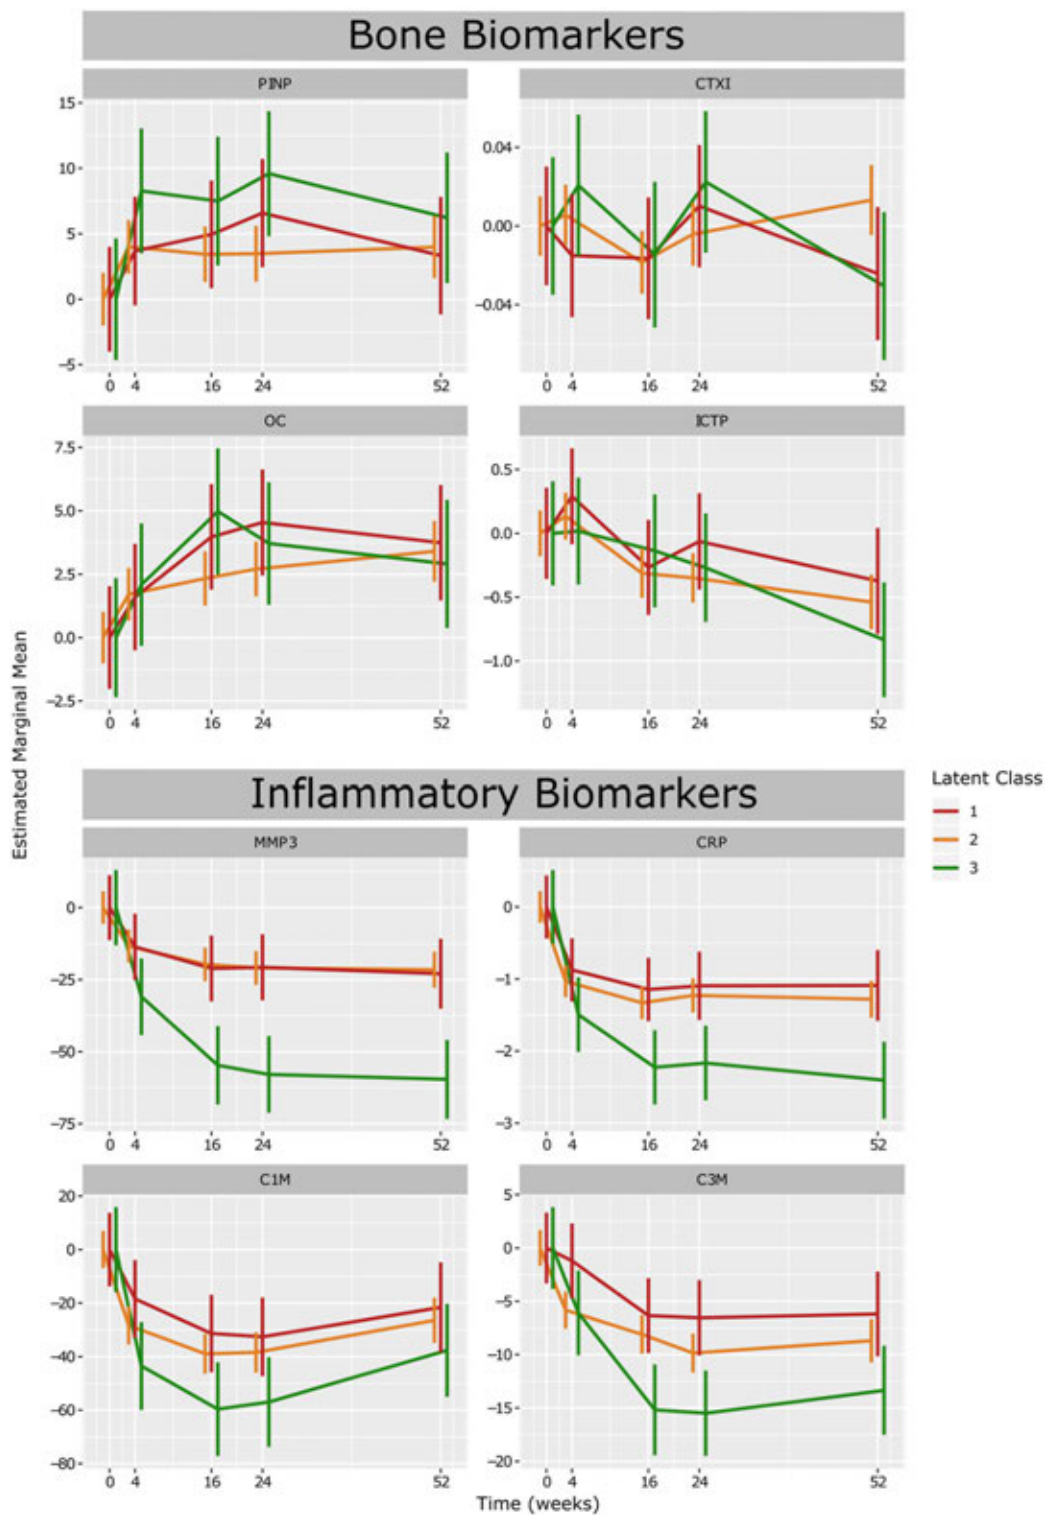 Bone Biomarkers
PINP
CTXI
15
10
5
0
−5
0 4 16 24 52
0.04
0.00
−0.04
0 4 16 24 52
OC
ICTP
7.5
5.0
2.5
0.0
−2.5
0 4 16 24 52
0.5
0.0
−0.5
−1.0
0 4 16 24 52
Estimated Marginal Mean
Inflammatory Biomarkers
MMP3
CRP
0
−25
−50
−75
0 4 16 24 52
0
−1
−2
−3
0 4 16 24 52
C1M
C3M
20
0
−20
−40
−60
−80
0 4 16 24 52
5
0
−5
−10
−15
−20
0 4 16 24 52
Time (weeks)
Latent Class
1
2
3